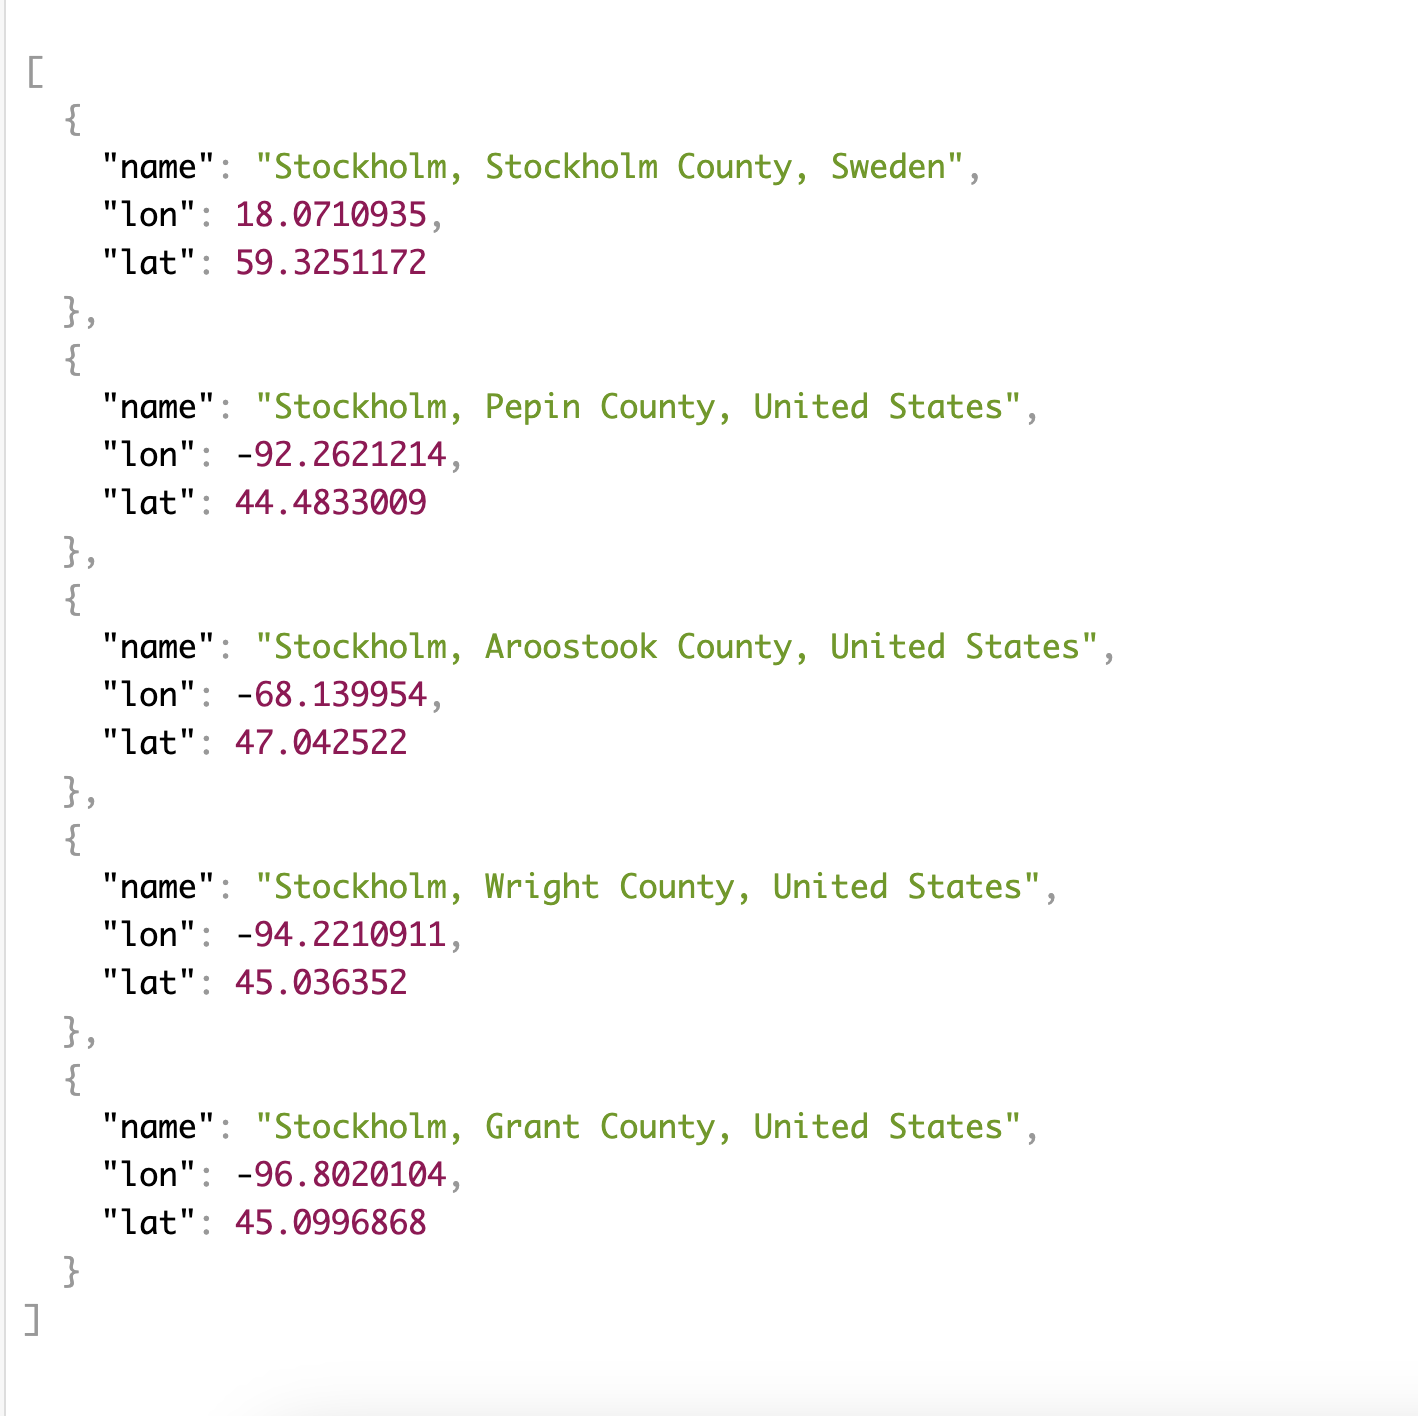 [
  {
    "name": "Stockholm, Stockholm County, Sweden",
    "lon": 18.0710935,
    "lat": 59.3251172
  },
  {
    "name": "Stockholm, Pepin County, United States",
    "lon": -92.2621214,
    "lat": 44.4833009
  },
  {
    "name": "Stockholm, Aroostook County, United States",
    "lon": -68.139954,
    "lat": 47.042522
  },
  {
    "name": "Stockholm, Wright County, United States",
    "lon": -94.2210911,
    "lat": 45.036352
  },
  {
    "name": "Stockholm, Grant County, United States",
    "lon": -96.8020104,
    "lat": 45.0996868
  }
]